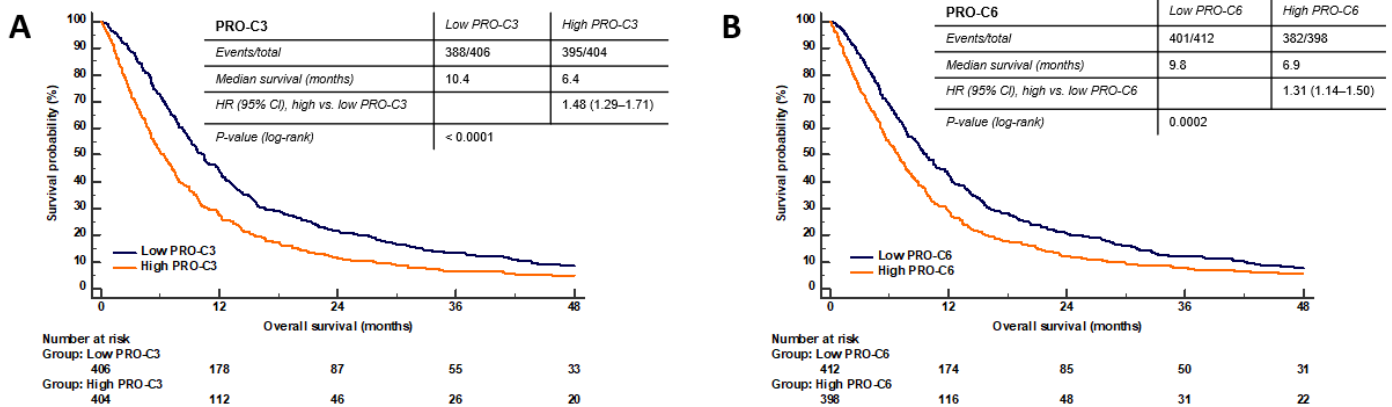 A
PRO-C3 Low PRO-C3 High PRO-C3
Events/total 388/406 395/404
Median survival (months) 10.4 6.4
HR (95% CI), high vs. low PRO-C3 1.48 (1.29–1.71)
P-value (log-rank) < 0.0001
Survival probability (%)
100
90
80
70
60
50
40
30
20
10
0
Low PRO-C3
High PRO-C3
0 12 24 36 48
Overall survival (months)
Number at risk
Group: Low PRO-C3
406 178 87 55 33
Group: High PRO-C3
404 112 46 26 20
B
PRO-C6 Low PRO-C6 High PRO-C6
Events/total 401/412 382/398
Median survival (months) 9.8 6.9
HR (95% CI), high vs. low PRO-C6 1.31 (1.14–1.50)
P-value (log-rank) 0.0002
Survival probability (%)
100
90
80
70
60
50
40
30
20
10
0
Low PRO-C6
High PRO-C6
0 12 24 36 48
Overall survival (months)
Number at risk
Group: Low PRO-C6
412 174 85 50 31
Group: High PRO-C6
398 116 48 31 22